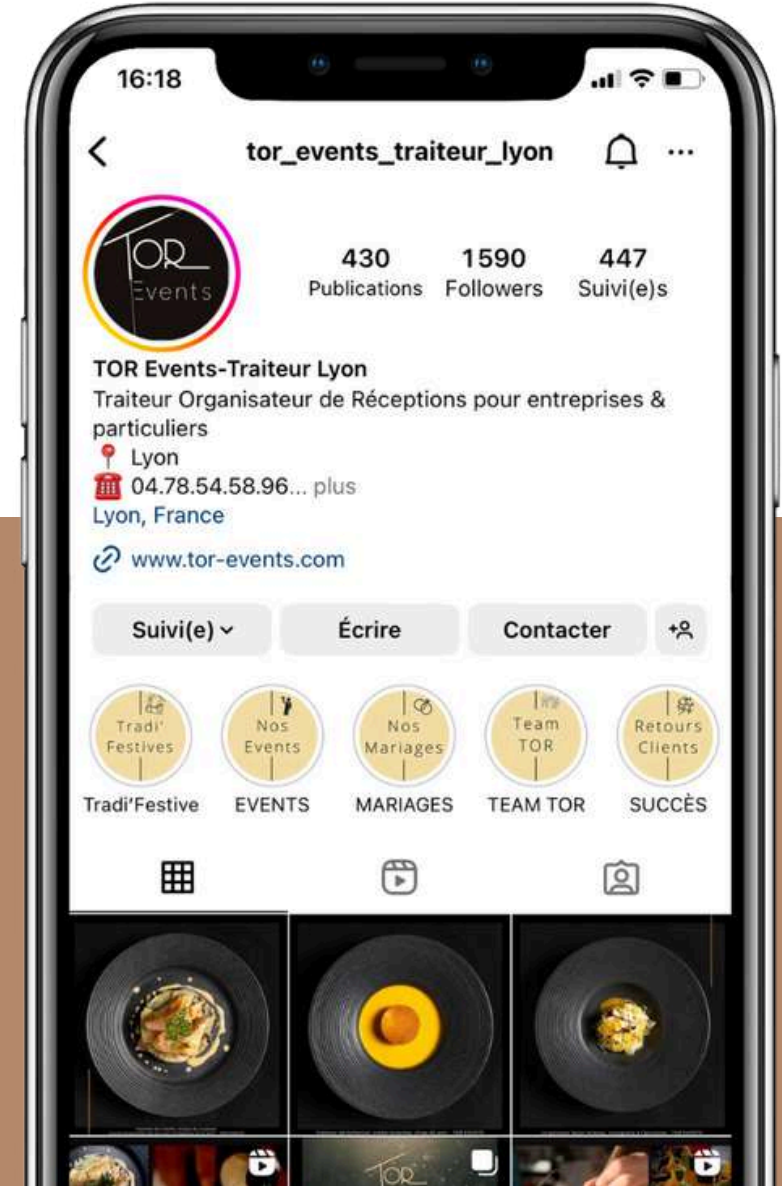 16:18
tor_events_traiteur_lyon
TOR
Events
430 1590 447
Publications Followers Suivi(e)s
TOR Events-Traiteur Lyon
Traiteur Organisateur de Réceptions pour entreprises &
particuliers
Lyon
04.78.54.58.96... plus
Lyon, France
www.tor-events.com
Suivi(e) Écrire Contacter
Tradi'
Festives
Nos
Events
Nos
Mariages
Team
TOR
Retours
Clients
Tradi'Festive EVENTS MARIAGES TEAM TOR SUCCÈS
TOR